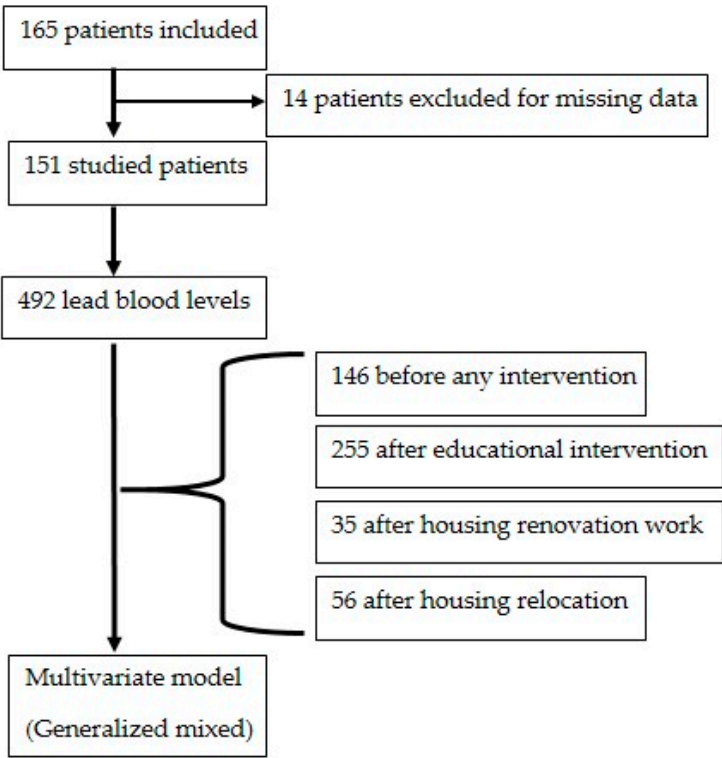 165 patients included
14 patients excluded for missing data
151 studied patients
492 lead blood levels
146 before any intervention
255 after educational intervention
35 after housing renovation work
56 after housing relocation
Multivariate model
(Generalized mixed)